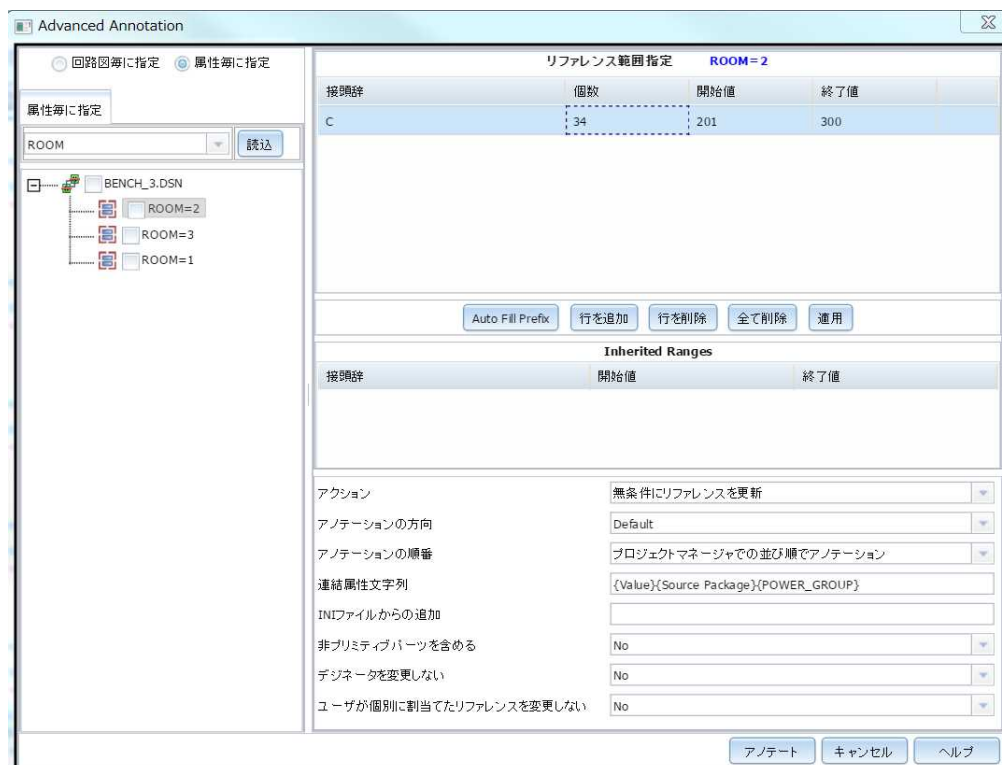 Advanced Annotation
回路図毎に指定 属性毎に指定
属性毎に指定
ROOM 読込
BENCH_3.DSN
ROOM=2
ROOM=3
ROOM=1
リファレンス範囲指定 ROOM=2
接頭辞 個数 開始値 終了値
C 34 201 300
Auto Fill Prefix 行を追加 行を削除 全て削除 適用
Inherited Ranges
接頭辞 開始値 終了値
アクション 無条件にリファレンスを更新
アノテーションの方向 Default
アノテーションの順番 プロジェクトマネージャでの並び順でアノテーション
連結属性文字列 {Value}{Source Package}{POWER_GROUP}
INIファイルからの追加
非プリミティブパーツを含める No
デジネータを変更しない No
ユーザが個別に割当てたリファレンスを変更しない No
アノテート キャンセル ヘルプ